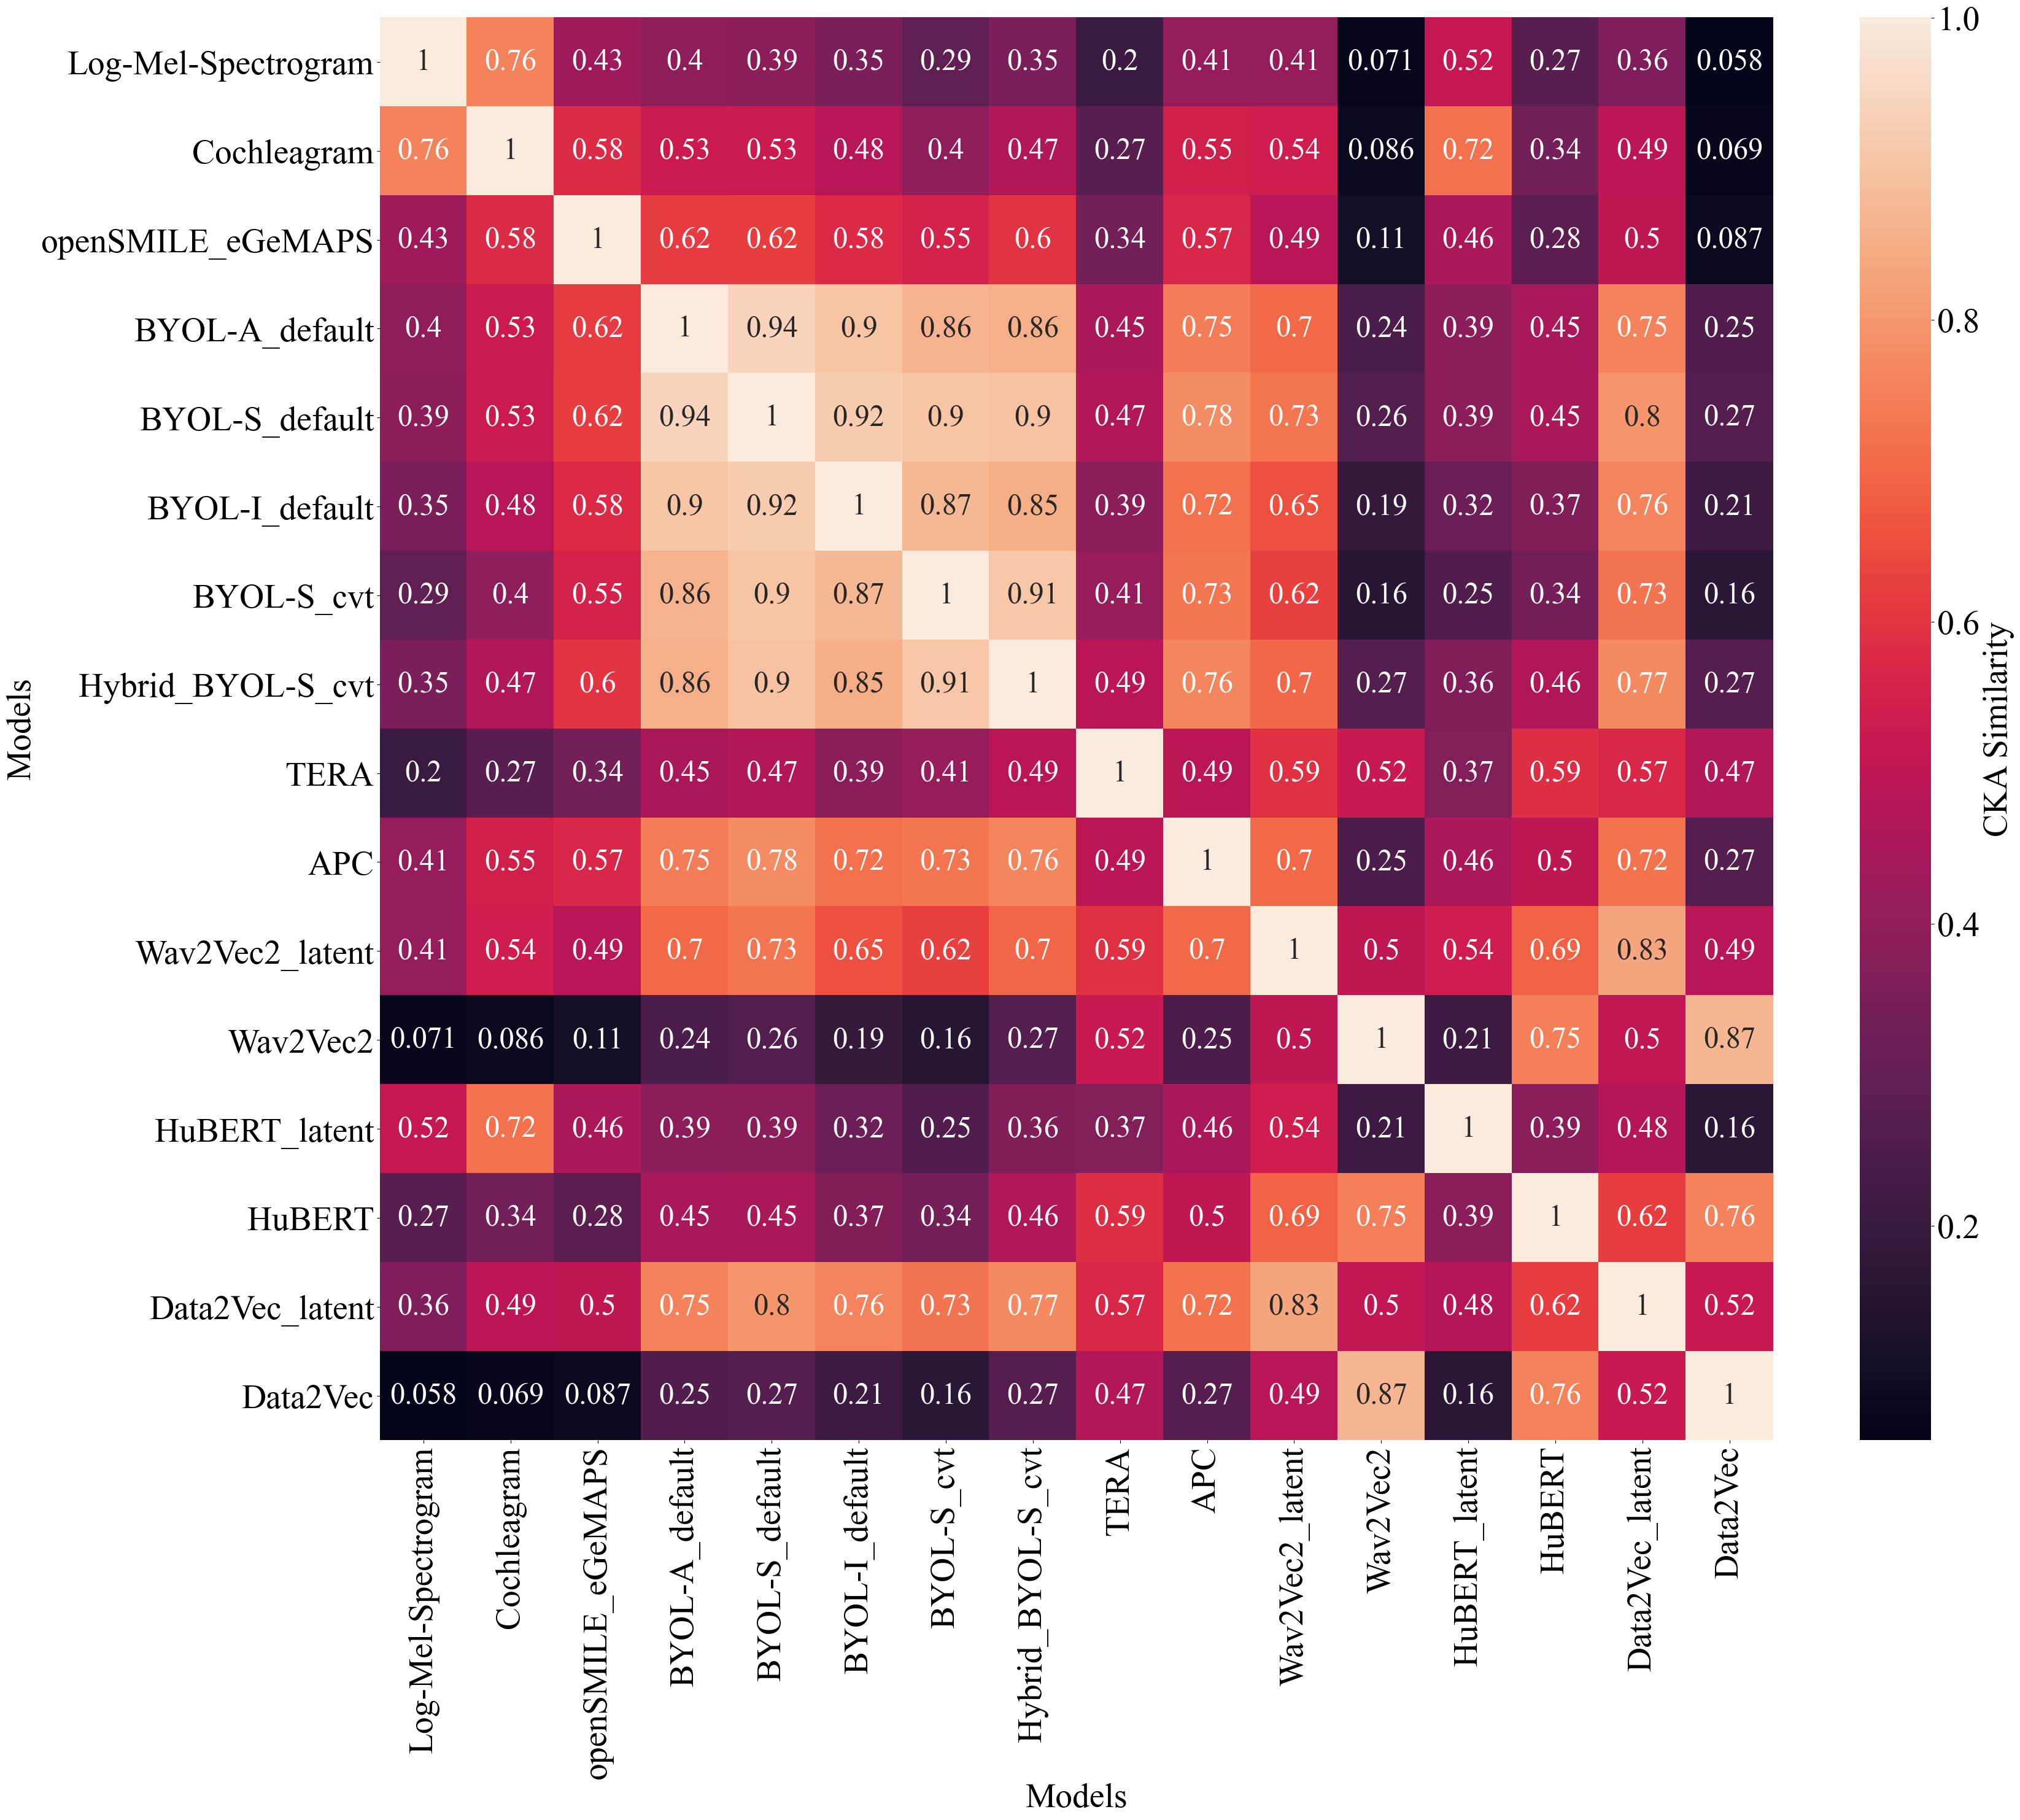 Log-Mel-Spectrogram 1 0.76 0.43 0.4 0.39 0.35 0.29 0.35 0.2 0.41 0.41 0.071 0.52 0.27 0.36 0.058
Cochleagram 0.76 1 0.58 0.53 0.53 0.48 0.4 0.47 0.27 0.55 0.54 0.086 0.72 0.34 0.49 0.069
openSMILE_eGeMAPS 0.43 0.58 1 0.62 0.62 0.58 0.55 0.6 0.34 0.57 0.49 0.11 0.46 0.28 0.5 0.087
BYOL-A_default 0.4 0.53 0.62 1 0.94 0.9 0.86 0.86 0.45 0.75 0.7 0.24 0.39 0.45 0.75 0.25
BYOL-S_default 0.39 0.53 0.62 0.94 1 0.92 0.9 0.9 0.47 0.78 0.73 0.26 0.39 0.45 0.8 0.27
BYOL-I_default 0.35 0.48 0.58 0.9 0.92 1 0.87 0.85 0.39 0.72 0.65 0.19 0.32 0.37 0.76 0.21
BYOL-S_cvt 0.29 0.4 0.55 0.86 0.9 0.87 1 0.91 0.41 0.73 0.62 0.16 0.25 0.34 0.73 0.16
Hybrid_BYOL-S_cvt 0.35 0.47 0.6 0.86 0.9 0.85 0.91 1 0.49 0.76 0.7 0.27 0.36 0.46 0.77 0.27
TERA 0.2 0.27 0.34 0.45 0.47 0.39 0.41 0.49 1 0.49 0.59 0.52 0.37 0.59 0.57 0.47
APC 0.41 0.55 0.57 0.75 0.78 0.72 0.73 0.76 0.49 1 0.7 0.25 0.46 0.5 0.72 0.27
Wav2Vec2_latent 0.41 0.54 0.49 0.7 0.73 0.65 0.62 0.7 0.59 0.7 1 0.5 0.54 0.69 0.83 0.49
Wav2Vec2 0.071 0.086 0.11 0.24 0.26 0.19 0.16 0.27 0.52 0.25 0.5 1 0.21 0.75 0.5 0.87
HuBERT_latent 0.52 0.72 0.46 0.39 0.39 0.32 0.25 0.36 0.37 0.46 0.54 0.21 1 0.39 0.48 0.16
HuBERT 0.27 0.34 0.28 0.45 0.45 0.37 0.34 0.46 0.59 0.5 0.69 0.75 0.39 1 0.62 0.76
Data2Vec_latent 0.36 0.49 0.5 0.75 0.8 0.76 0.73 0.77 0.57 0.72 0.83 0.5 0.48 0.62 1 0.52
Data2Vec 0.058 0.069 0.087 0.25 0.27 0.21 0.16 0.27 0.47 0.27 0.49 0.87 0.16 0.76 0.52 1
Models
Log-Mel-Spectrogram
Cochleagram
openSMILE_eGeMAPS
BYOL-A_default
BYOL-S_default
BYOL-I_default
BYOL-S_cvt
Hybrid_BYOL-S_cvt
TERA
APC
Wav2Vec2_latent
Wav2Vec2
HuBERT_latent
HuBERT
Data2Vec_latent
Data2Vec
Models
1.0
0.8
0.6
0.4
0.2
CKA Similarity